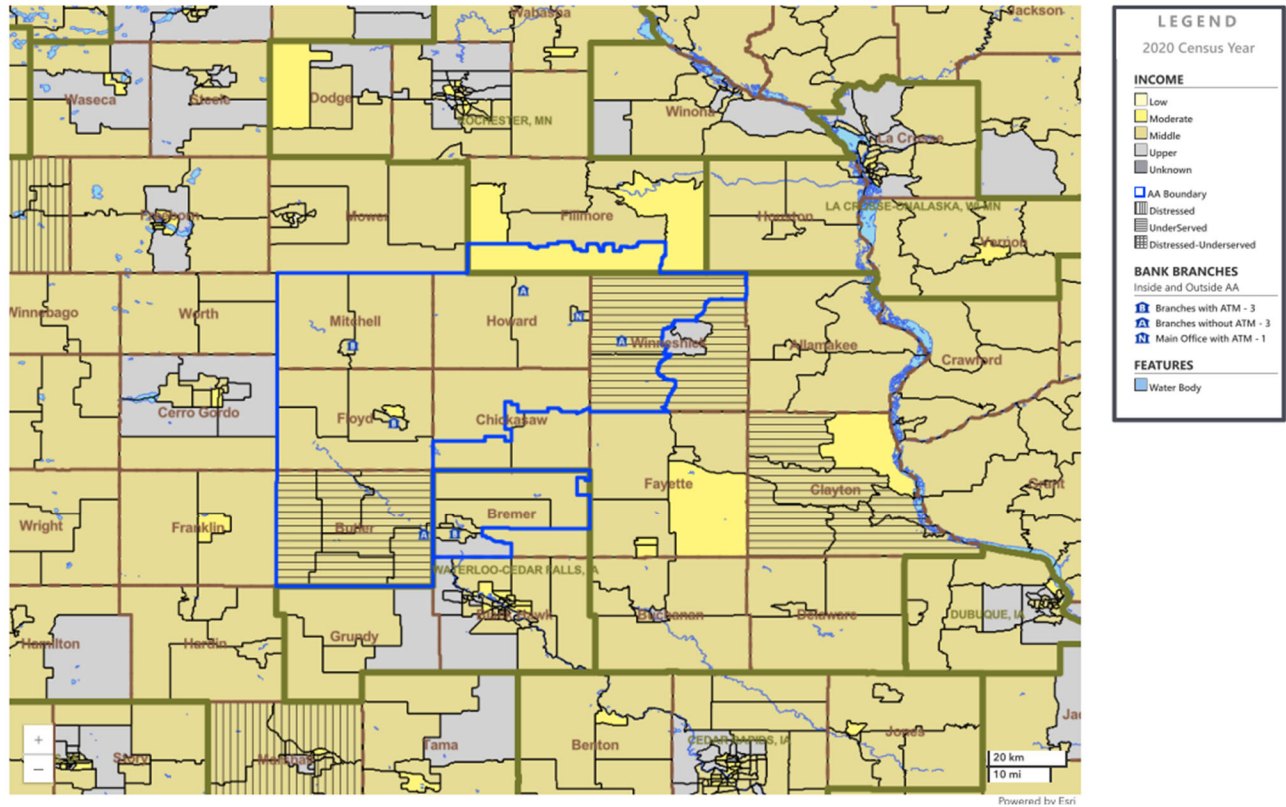 Wabasha
Jackson
Waseca
Steele
Dodge
ROCHESTER, MN
Winona
La Crosse
Freeborn
Mower
Fillmore
Houston
LA CROSSE-ONALASKA, WI-MN
Vernon
Winnebago
Worth
Mitchell
Howard
Winneshiek
Allamakee
Crawford
Cerro Gordo
Floyd
Chickasaw
Fayette
Clayton
Grant
Wright
Franklin
Butler
Bremer
WATERLOO-CEDAR FALLS, IA
Black Hawk
Buchanan
Delaware
DUBUQUE, IA
Hamilton
Hardin
Grundy
Story
Marshall
Tama
Benton
CEDAR RAPIDS, IA
Jones
+
−
20 km
10 mi
Powered by Esri
LEGEND
2020 Census Year
INCOME
Low
Moderate
Middle
Upper
Unknown
AA Boundary
Distressed
UnderServed
Distressed-Underserved
BANK BRANCHES
Inside and Outside AA
B Branches with ATM - 3
A Branches without ATM - 3
N Main Office with ATM - 1
FEATURES
Water Body